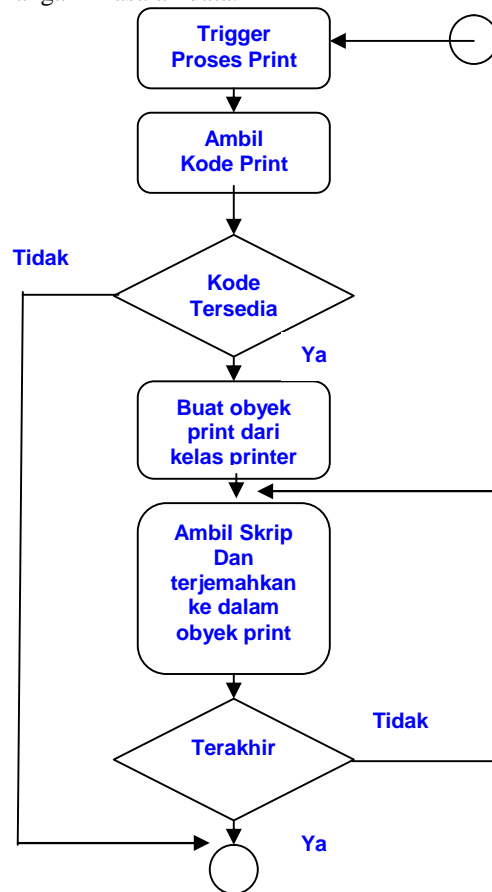 Trigger
Proses Print
Ambil
Kode Print
Tidak
Kode
Tersedia
Ya
Buat obyek
print dari
kelas printer
Ambil Skrip
Dan
terjemahkan
ke dalam
obyek print
Tidak
Terakhir
Ya